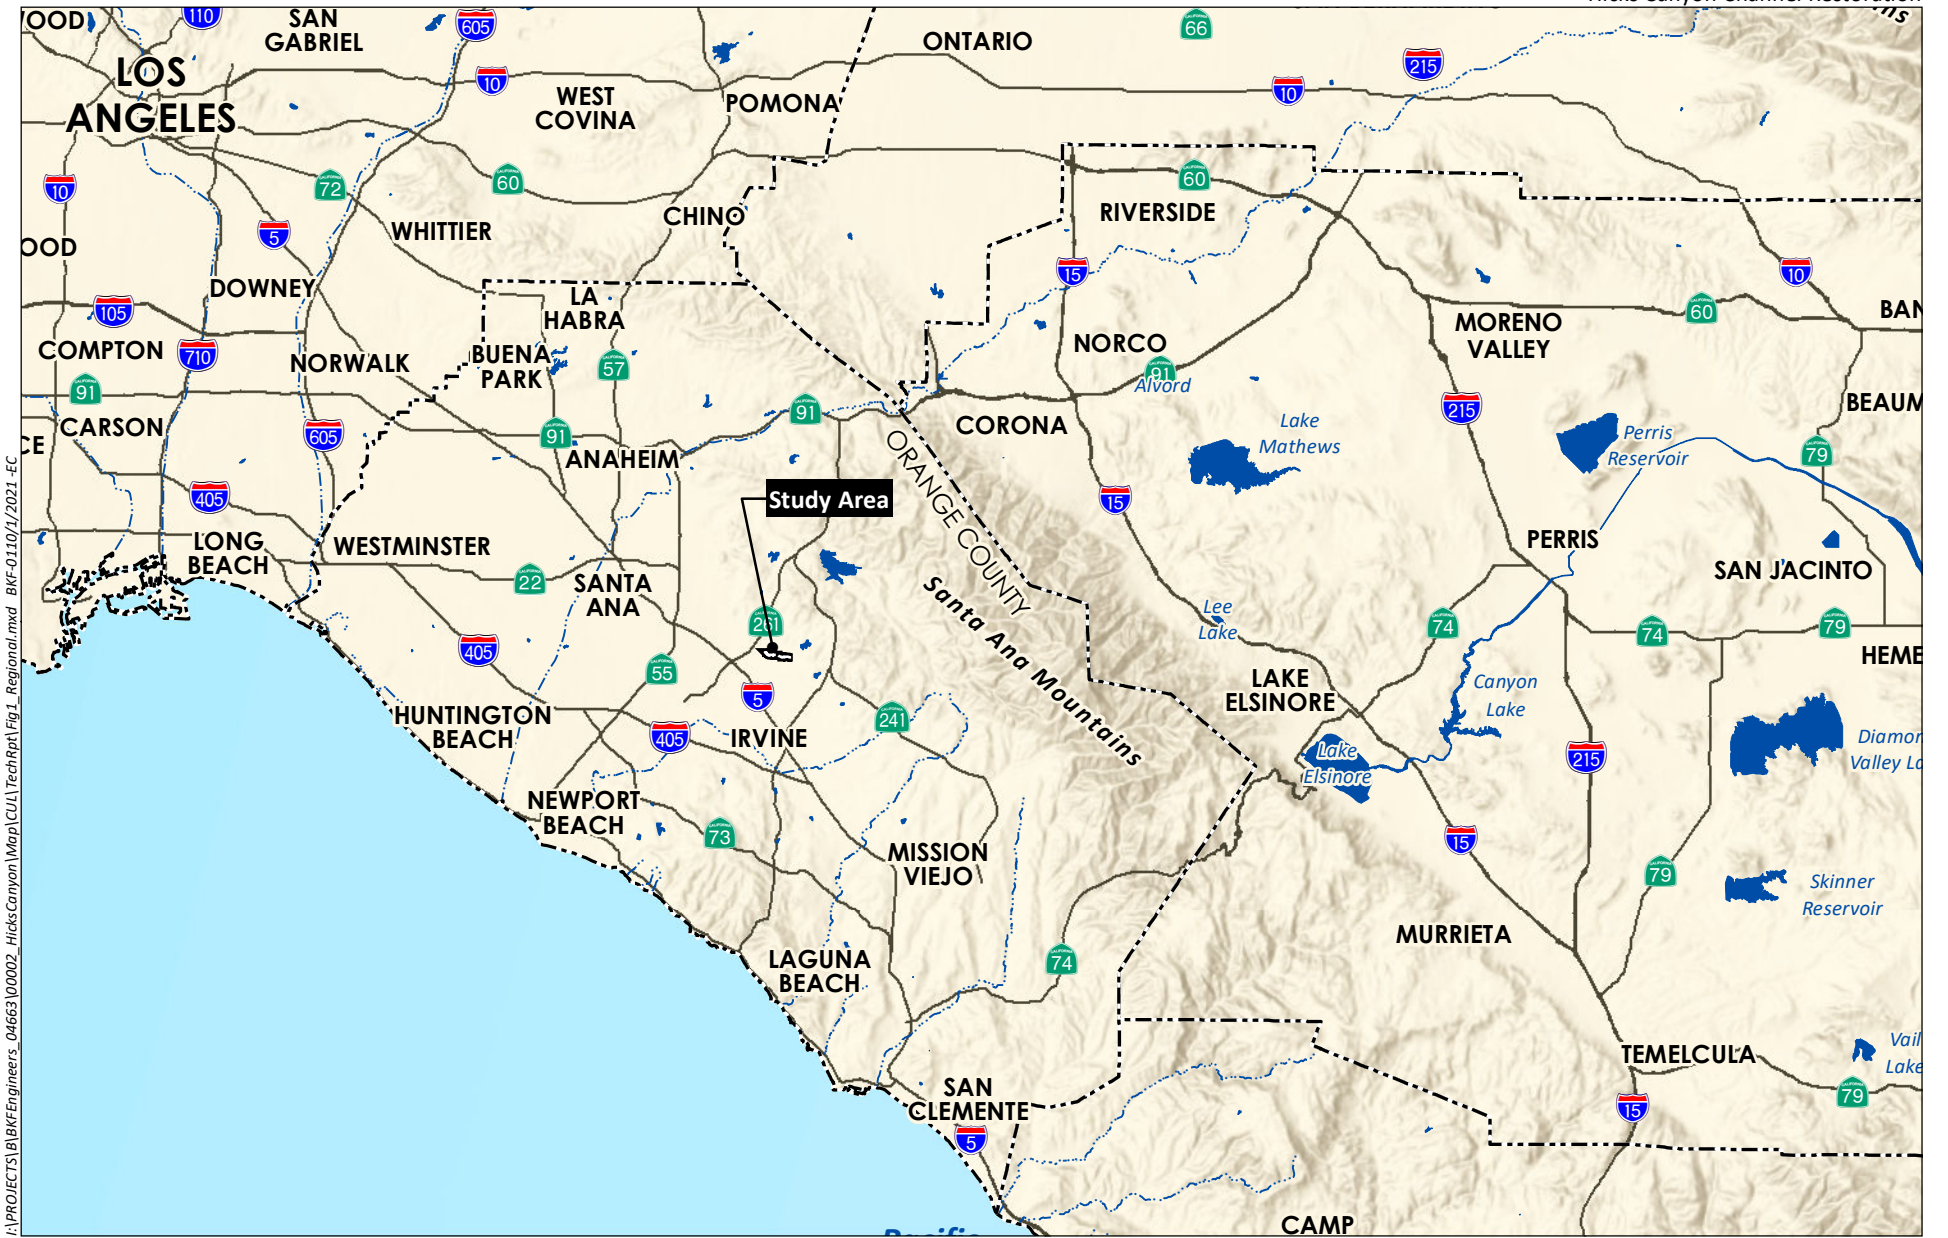 Hicks Canyon Channel Restoration
110
SAN
GABRIEL
605
66
ONTARIO
215
LOS
ANGELES
10
WEST
COVINA
POMONA
10
10
72
60
CHINO
60
RIVERSIDE
5
WHITTIER
OOD
15
10
DOWNEY
LA
HABRA
105
60
BAN
COMPTON
710
NORWALK
BUENA
PARK
57
NORCO
MORENO
VALLEY
91
91
Alvord
BEAUM
CARSON
605
91
91
CORONA
215
Lake
Mathews
Perris
Reservoir
79
CE
ANAHEIM
ORANGE COUNTY
405
Study Area
15
LONG
BEACH
WESTMINSTER
22
SANTA
ANA
PERRIS
SAN JACINTO
Santa Ana Mountains
261
Lee
Lake
74
74
79
405
55
5
LAKE
ELSINORE
Canyon
Lake
HEME
HUNTINGTON
BEACH
405
IRVINE
241
Lake
Elsinore
215
Diamon
Valley La
NEWPORT
BEACH
73
MISSION
VIEJO
15
79
Skinner
Reservoir
LAGUNA
BEACH
74
MURRIETA
TEMELCULA
Vail
Lake
SAN
CLEMENTE
5
15
79
CAMP
Pacific
I:\PROJECTS\B\BKFEngineers_04663\00002_HicksCanyon\Map\CUL\TechRpt\Fig1_Regional.mxd BKF-01 10/1/2021 -EC